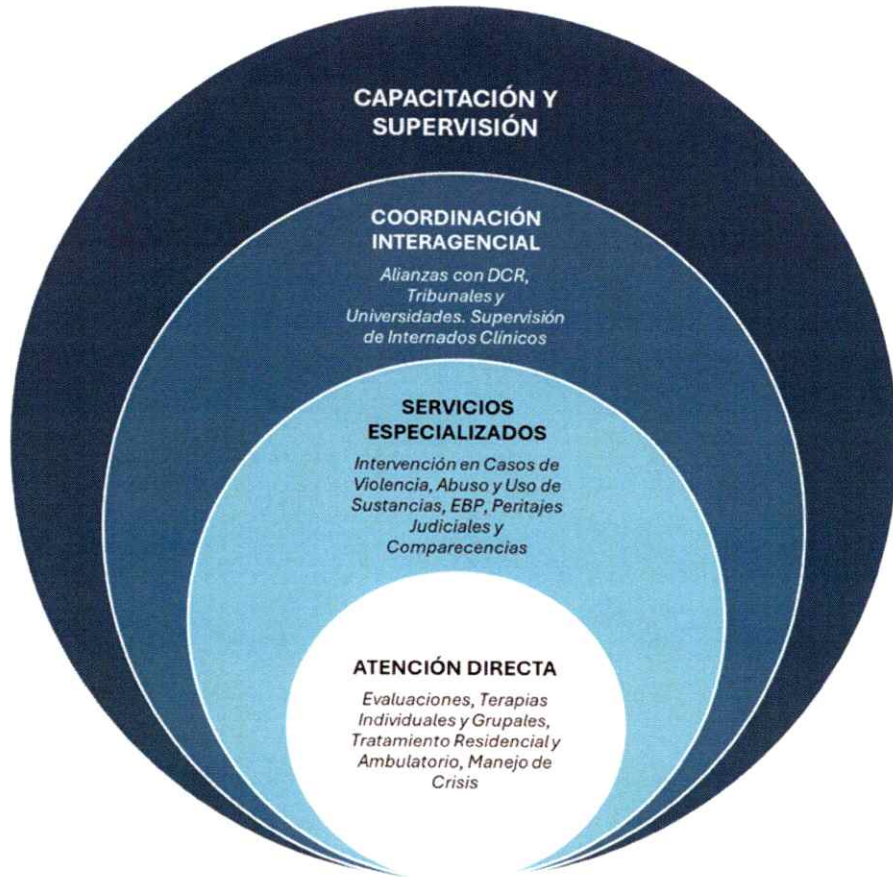 CAPACITACIÓN Y
SUPERVISIÓN
COORDINACIÓN
INTERAGENCIAL
Alianzas con DCR,
Tribunales y
Universidades. Supervisión
de Internados Clínicos
SERVICIOS
ESPECIALIZADOS
Intervención en Casos de
Violencia, Abuso y Uso de
Sustancias, EBP, Peritajes
Judiciales y
Comparecencias
ATENCIÓN DIRECTA
Evaluaciones, Terapias
Individuales y Grupales,
Tratamiento Residencial y
Ambulatorio, Manejo de
Crisis